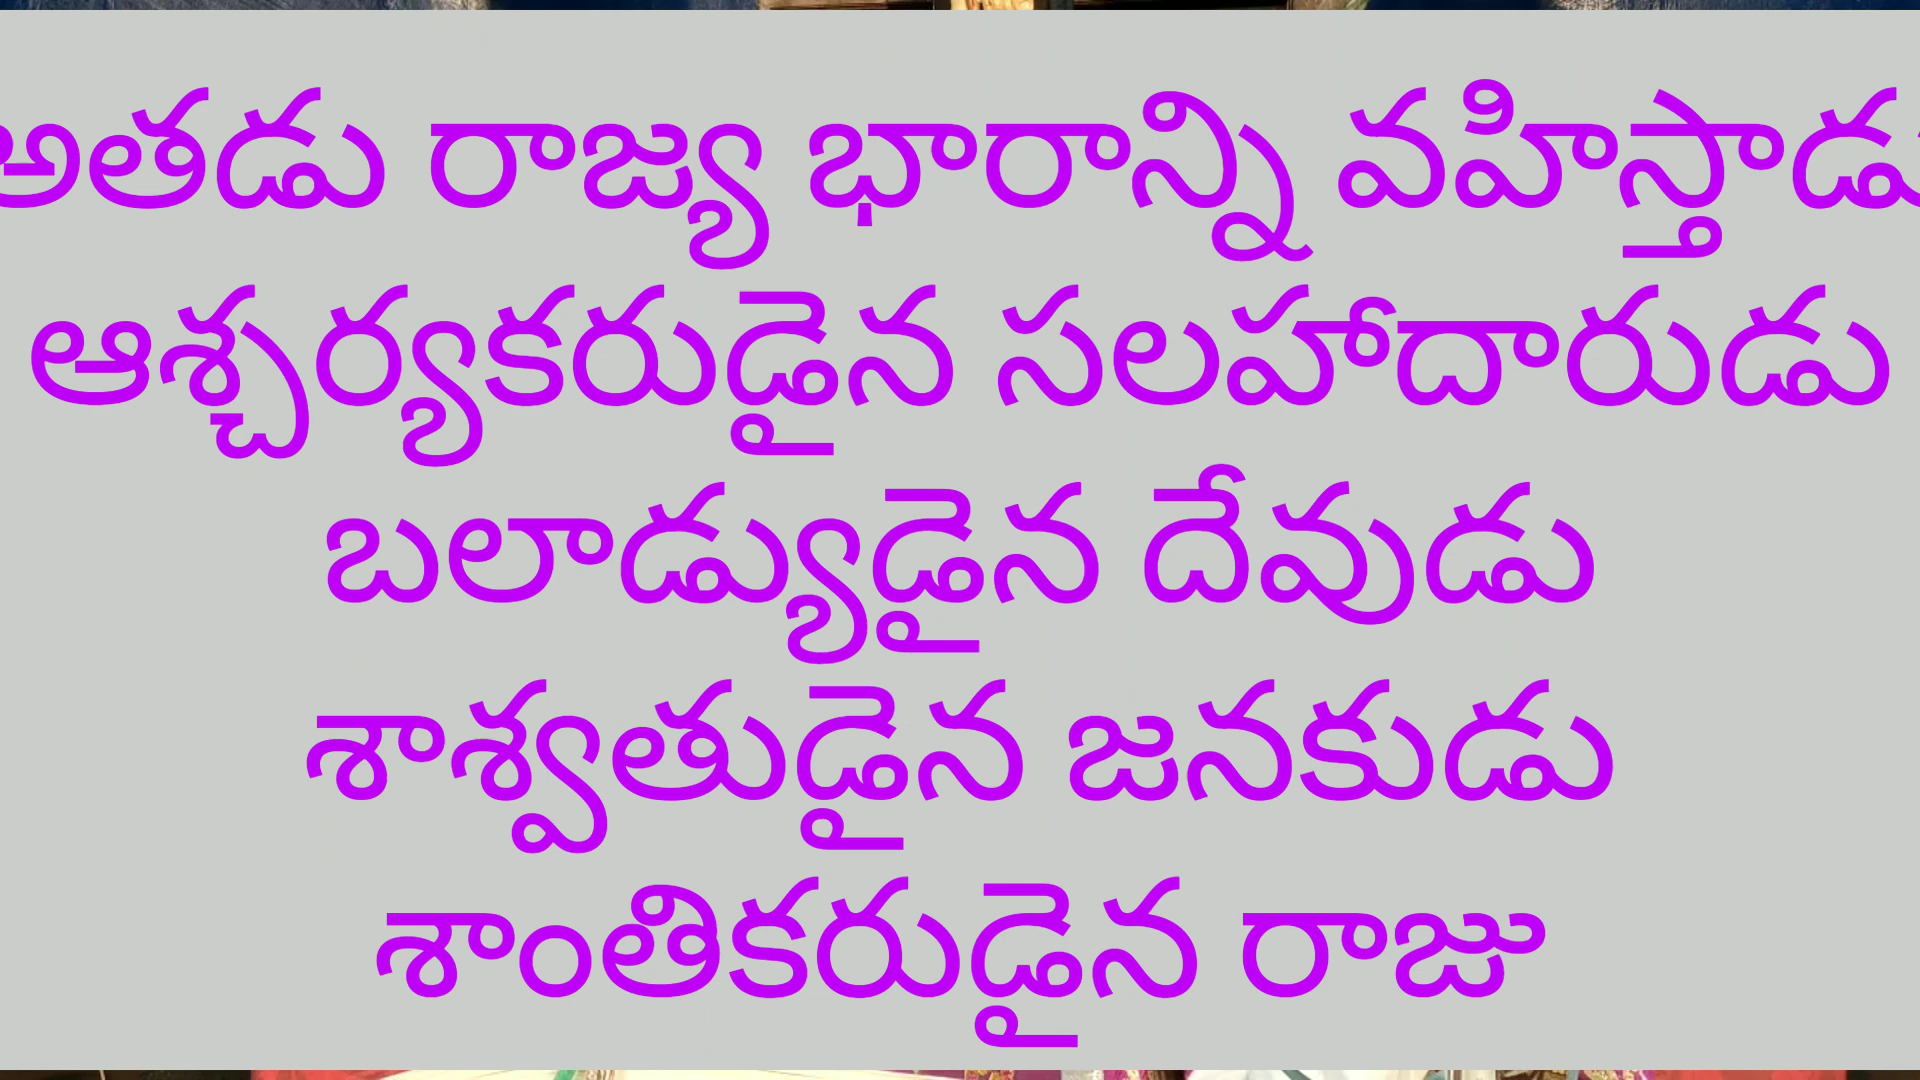 అతడు రాజ్య భారాన్ని వహిస్తాడు
ఆశ్చర్యకరుడైన సలహాదారుడు
బలాడ్యుడైన దేవుడు
శాశ్వతుడైన జనకుడు
శాంతికరుడైన రాజు